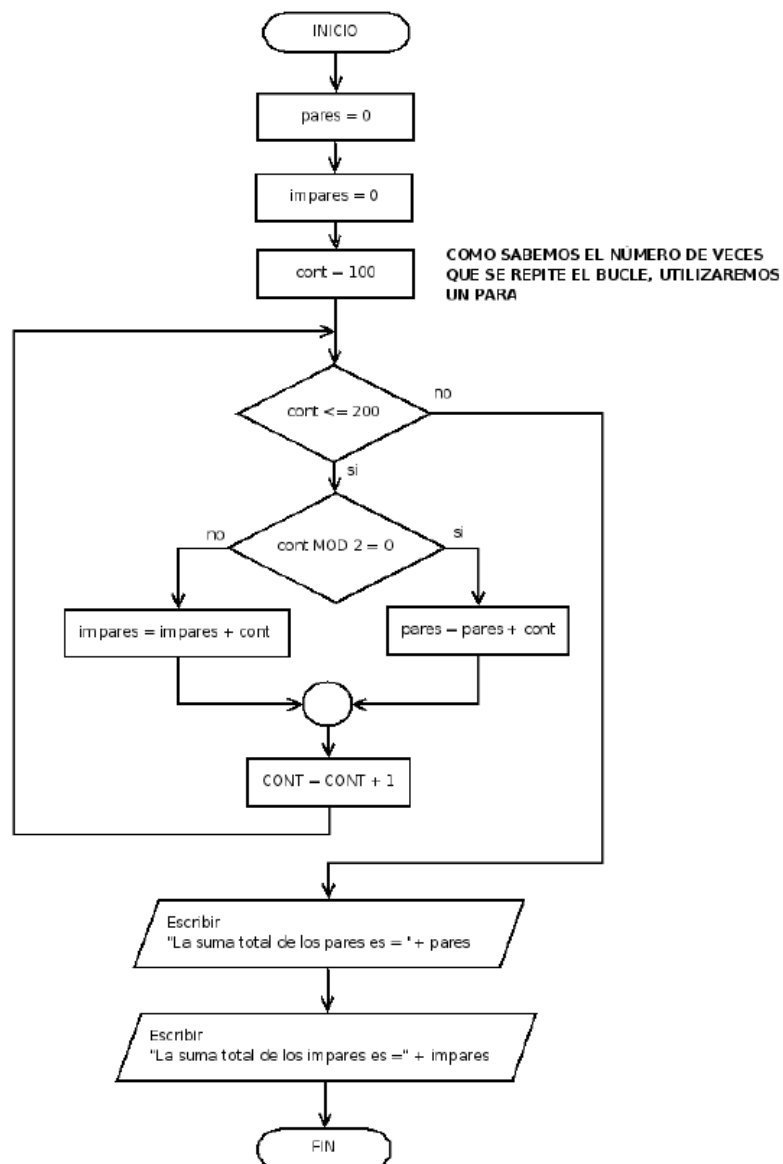 INICIO
pares = 0
impares = 0
cont = 100
COMO SABEMOS EL NÚMERO DE VECES
QUE SE REPITE EL BUCLE, UTILIZAREMOS
UN PARA
cont <= 200
no
si
cont MOD 2 = 0
no
si
impares = impares + cont
pares = pares + cont
CONT = CONT + 1
Escribir
"La suma total de los pares es = "+ pares
Escribir
"La suma total de los impares es =" + impares
FIN